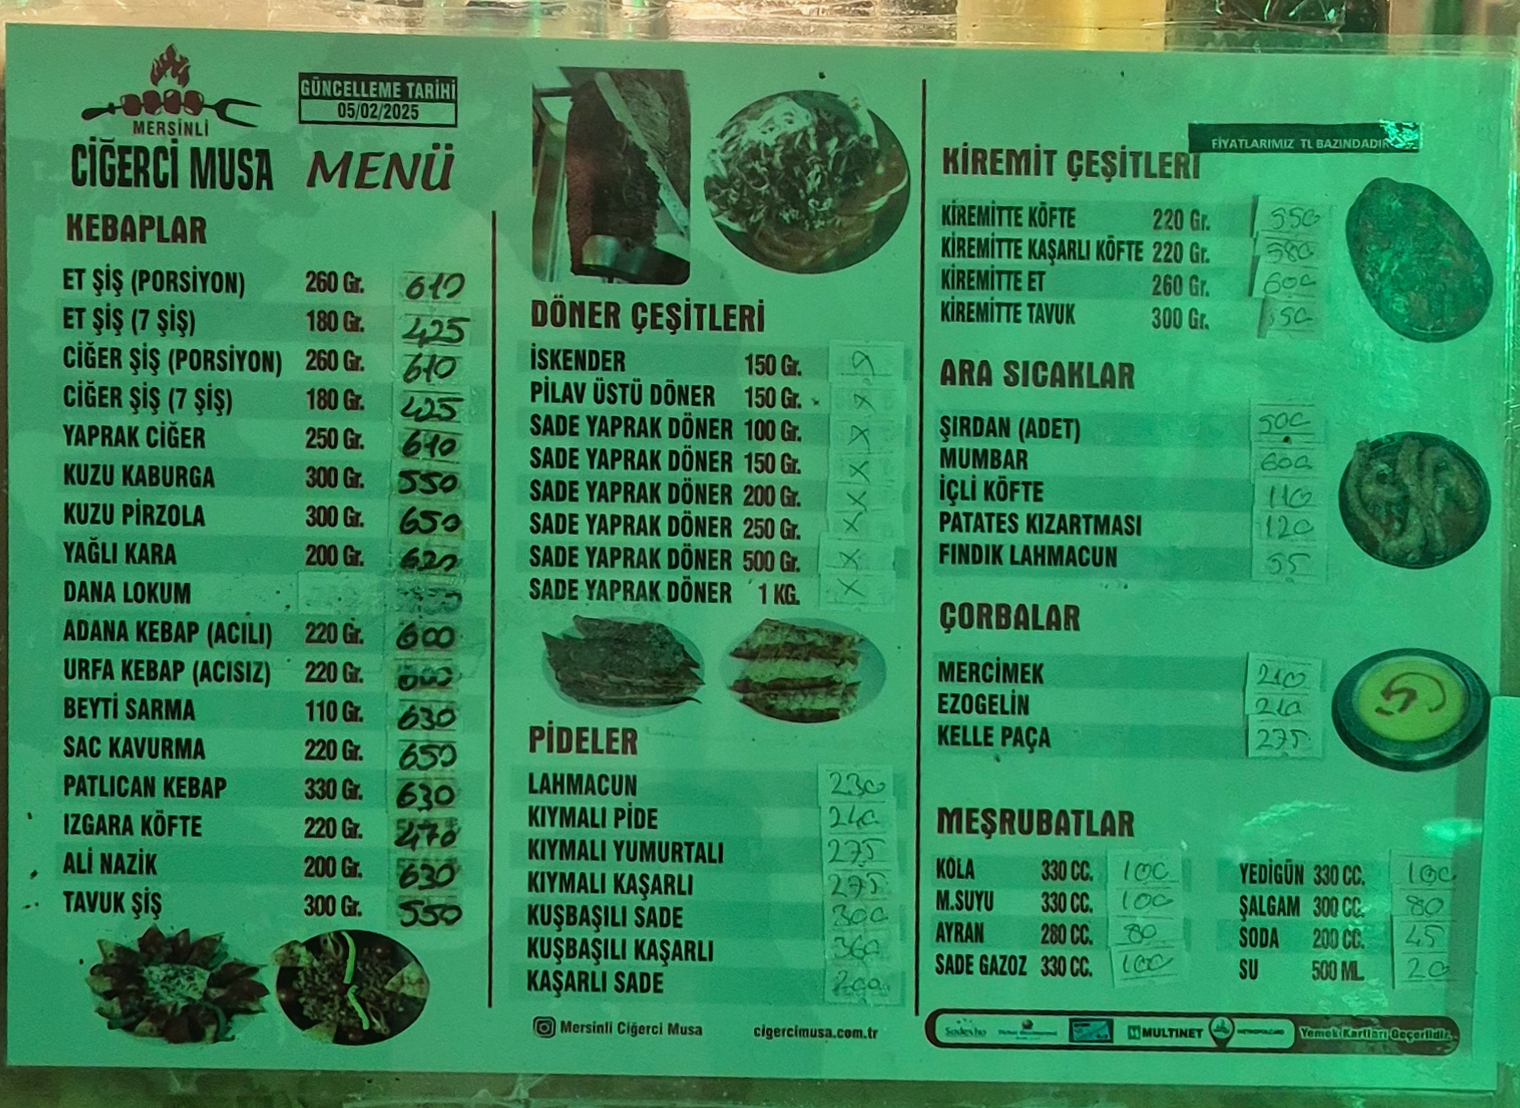 MERSİNLİ
CİĞERCİ MUSA
GÜNCELLEME TARİHİ
05/02/2025
MENÜ
KEBAPLAR
ET ŞİŞ (PORSİYON) 260 Gr. 610
ET ŞİŞ (7 ŞİŞ) 180 Gr. 425
CİĞER ŞİŞ (PORSİYON) 260 Gr. 610
CİĞER ŞİŞ (7 ŞİŞ) 180 Gr. 425
YAPRAK CİĞER 250 Gr. 610
KUZU KABURGA 300 Gr. 550
KUZU PİRZOLA 300 Gr. 650
YAĞLI KARA 200 Gr. 620
DANA LOKUM
ADANA KEBAP (ACILI) 220 Gr. 600
URFA KEBAP (ACISIZ) 220 Gr. 600
BEYTİ SARMA 110 Gr. 630
SAC KAVURMA 220 Gr. 650
PATLICAN KEBAP 330 Gr. 630
IZGARA KÖFTE 220 Gr. 470
ALİ NAZİK 200 Gr. 630
TAVUK ŞİŞ 300 Gr. 550
DÖNER ÇEŞİTLERİ
İSKENDER 150 Gr. X
PİLAV ÜSTÜ DÖNER 150 Gr. X
SADE YAPRAK DÖNER 100 Gr. X
SADE YAPRAK DÖNER 150 Gr. X
SADE YAPRAK DÖNER 200 Gr. X
SADE YAPRAK DÖNER 250 Gr. X
SADE YAPRAK DÖNER 500 Gr. X
SADE YAPRAK DÖNER 1 KG. X
PİDELER
LAHMACUN 230
KIYMALI PİDE 240
KIYMALI YUMURTALI 275
KIYMALI KAŞARLI 275
KUŞBAŞILI SADE 300
KUŞBAŞILI KAŞARLI 360
KAŞARLI SADE
Mersinli Ciğerci Musa cigercimusa.com.tr
FİYATLARIMIZ TL BAZINDADIR
KİREMİT ÇEŞİTLERİ
KİREMİTTE KÖFTE 220 Gr. 550
KİREMİTTE KAŞARLI KÖFTE 220 Gr. 580
KİREMİTTE ET 260 Gr. 600
KİREMİTTE TAVUK 300 Gr. 550
ARA SICAKLAR
ŞIRDAN (ADET)
MUMBAR 600
İÇLİ KÖFTE 110
PATATES KIZARTMASI 120
FINDIK LAHMACUN
ÇORBALAR
MERCİMEK 210
EZOGELİN 210
KELLE PAÇA 275
MEŞRUBATLAR
KOLA 330 CC. 100
M.SUYU 330 CC. 100
AYRAN 280 CC. 80
SADE GAZOZ 330 CC. 100
YEDİGÜN 330 CC. 100
ŞALGAM 300 CC. 80
SODA 200 CC. 45
SU 500 ML. 20
Sodexho MULTINET METROPOLCARD Yemek Kartları Geçerlidir.